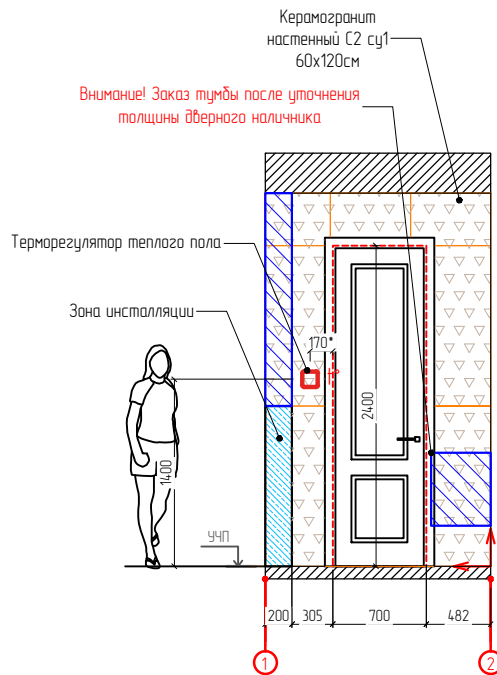 Керамогранит
настенный С2 су1
60х120см
Внимание! Заказ тумбы после уточнения
толщины дверного наличника
Терморегулятор теплого пола
Зона инсталляции
170*
2400
1400
УЧП
200
305
700
482
1
2